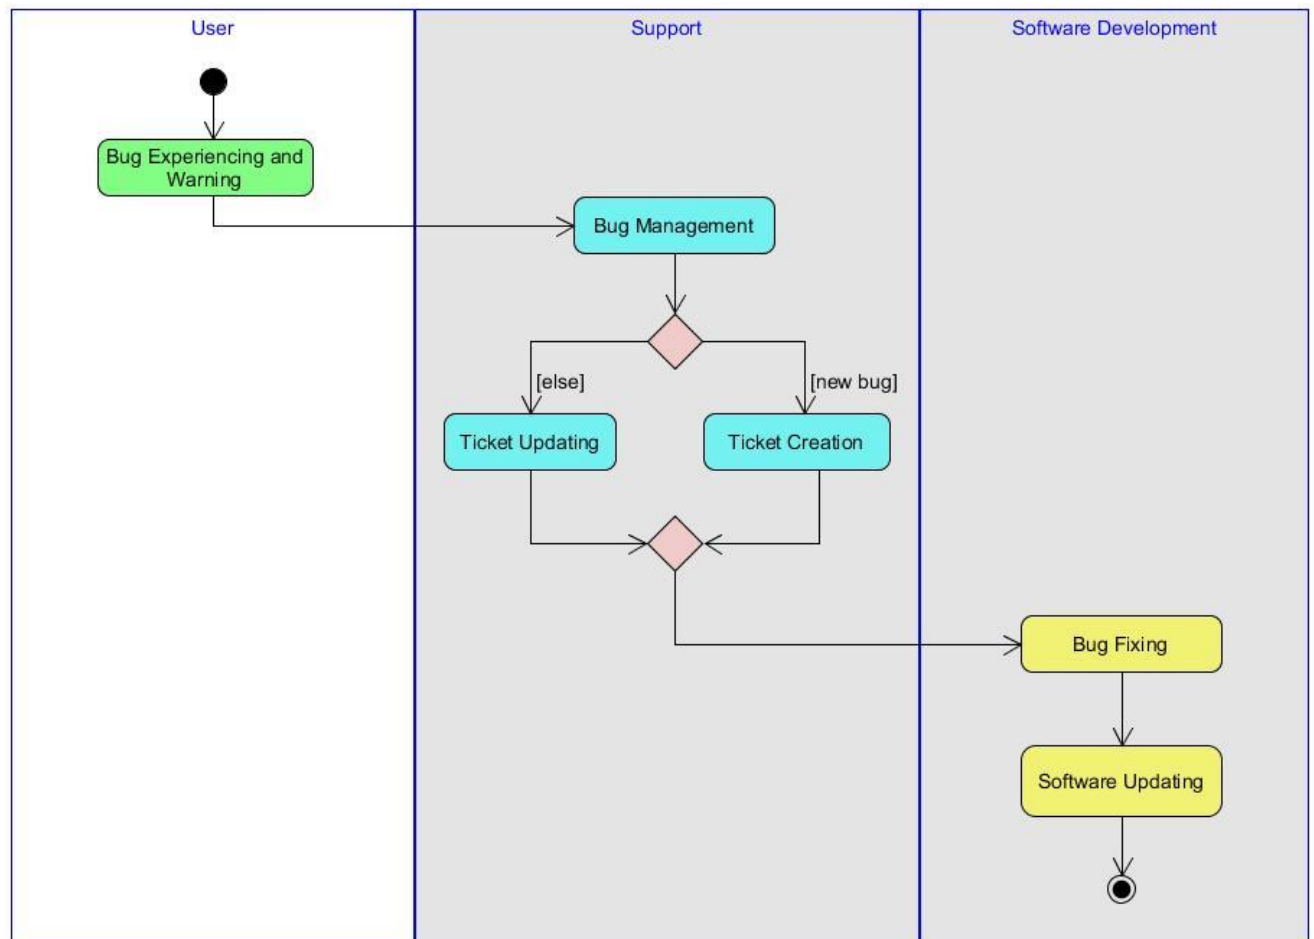 User
Support
Software Development
Bug Experiencing and
Warning
Bug Management
[else]
[new bug]
Ticket Updating
Ticket Creation
Bug Fixing
Software Updating